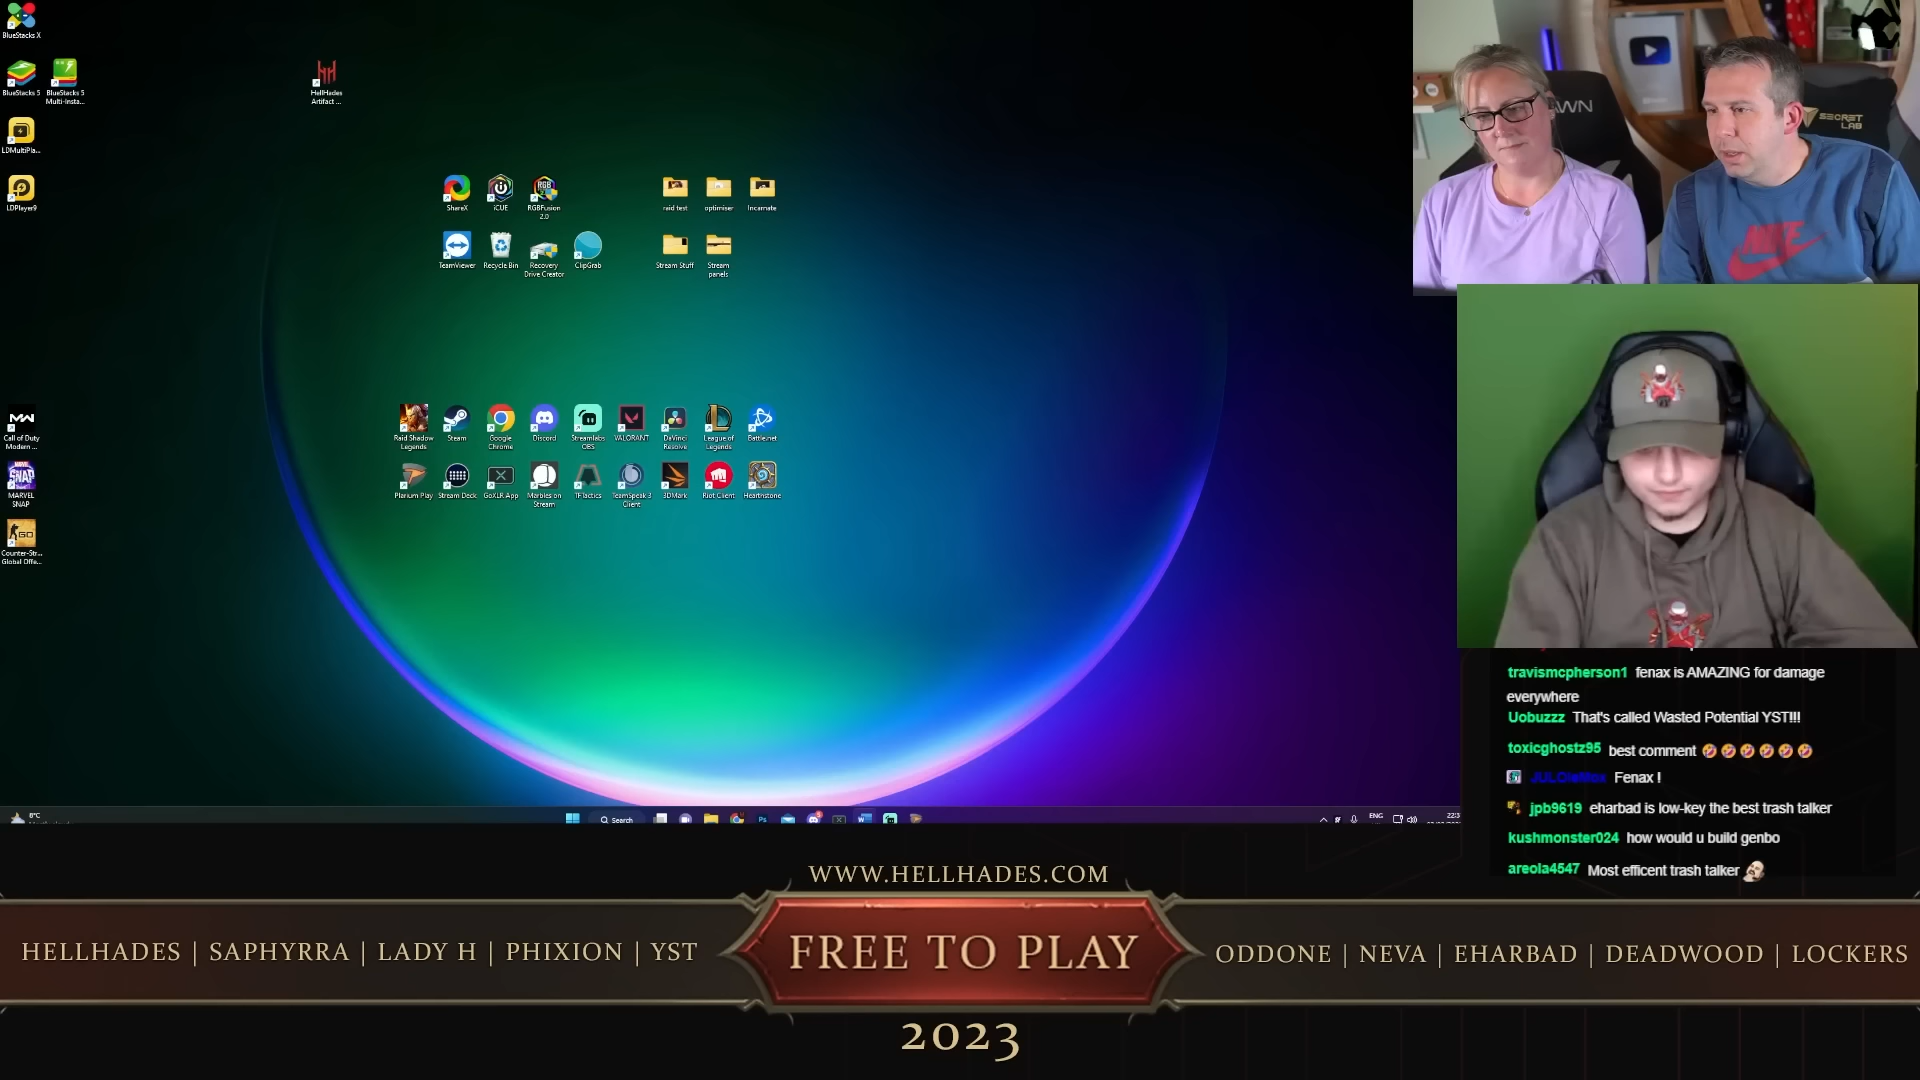 BlueStacks X
BlueStacks 5
BlueStacks 5
Multi-Insta...
HellHades
Artifact ...
LDMultiPla...
LDPlayer9
ShareX
iCUE
RGBFusion
2.0
raid test
optimiser
Incarnate
TeamViewer
Recycle Bin
Recovery
Drive Creator
ClipGrab
Stream Stuff
Stream
panels
Call of Duty
Modern ...
Raid Shadow
Legends
Steam
Google
Chrome
Discord
Streamlabs
OBS
VALORANT
DaVinci
Resolve
League of
Legends
Battle.net
MARVEL
SNAP
Plarium Play
Stream Deck
GoXLR App
Marbles on
Stream
TFTactics
TeamSpeak 3
Client
3DMark
Riot Client
Hearthstone
Counter-Str...
Global Offe...
SECRET
LAB
travismcpherson1 fenax is AMAZING for damage
everywhere
Uobuzzz That's called Wasted Potential YST!!!
toxicghostz95 best comment 🤣🤣🤣🤣🤣🤣
Fenax !
jpb9619 eharbad is low-key the best trash talker
kushmonster024 how would u build genbo
areola4547 Most efficent trash talker
8°C
Search
ENG
WWW.HELLHADES.COM
HELLHADES | SAPHYRRA | LADY H | PHIXION | YST
FREE TO PLAY
ODDONE | NEVA | EHARBAD | DEADWOOD | LOCKERS
2023